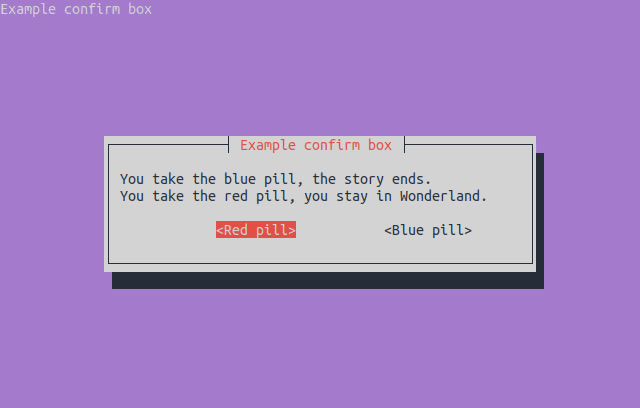 Example confirm box
Example confirm box
You take the blue pill, the story ends.
You take the red pill, you stay in Wonderland.
<Red pill> <Blue pill>